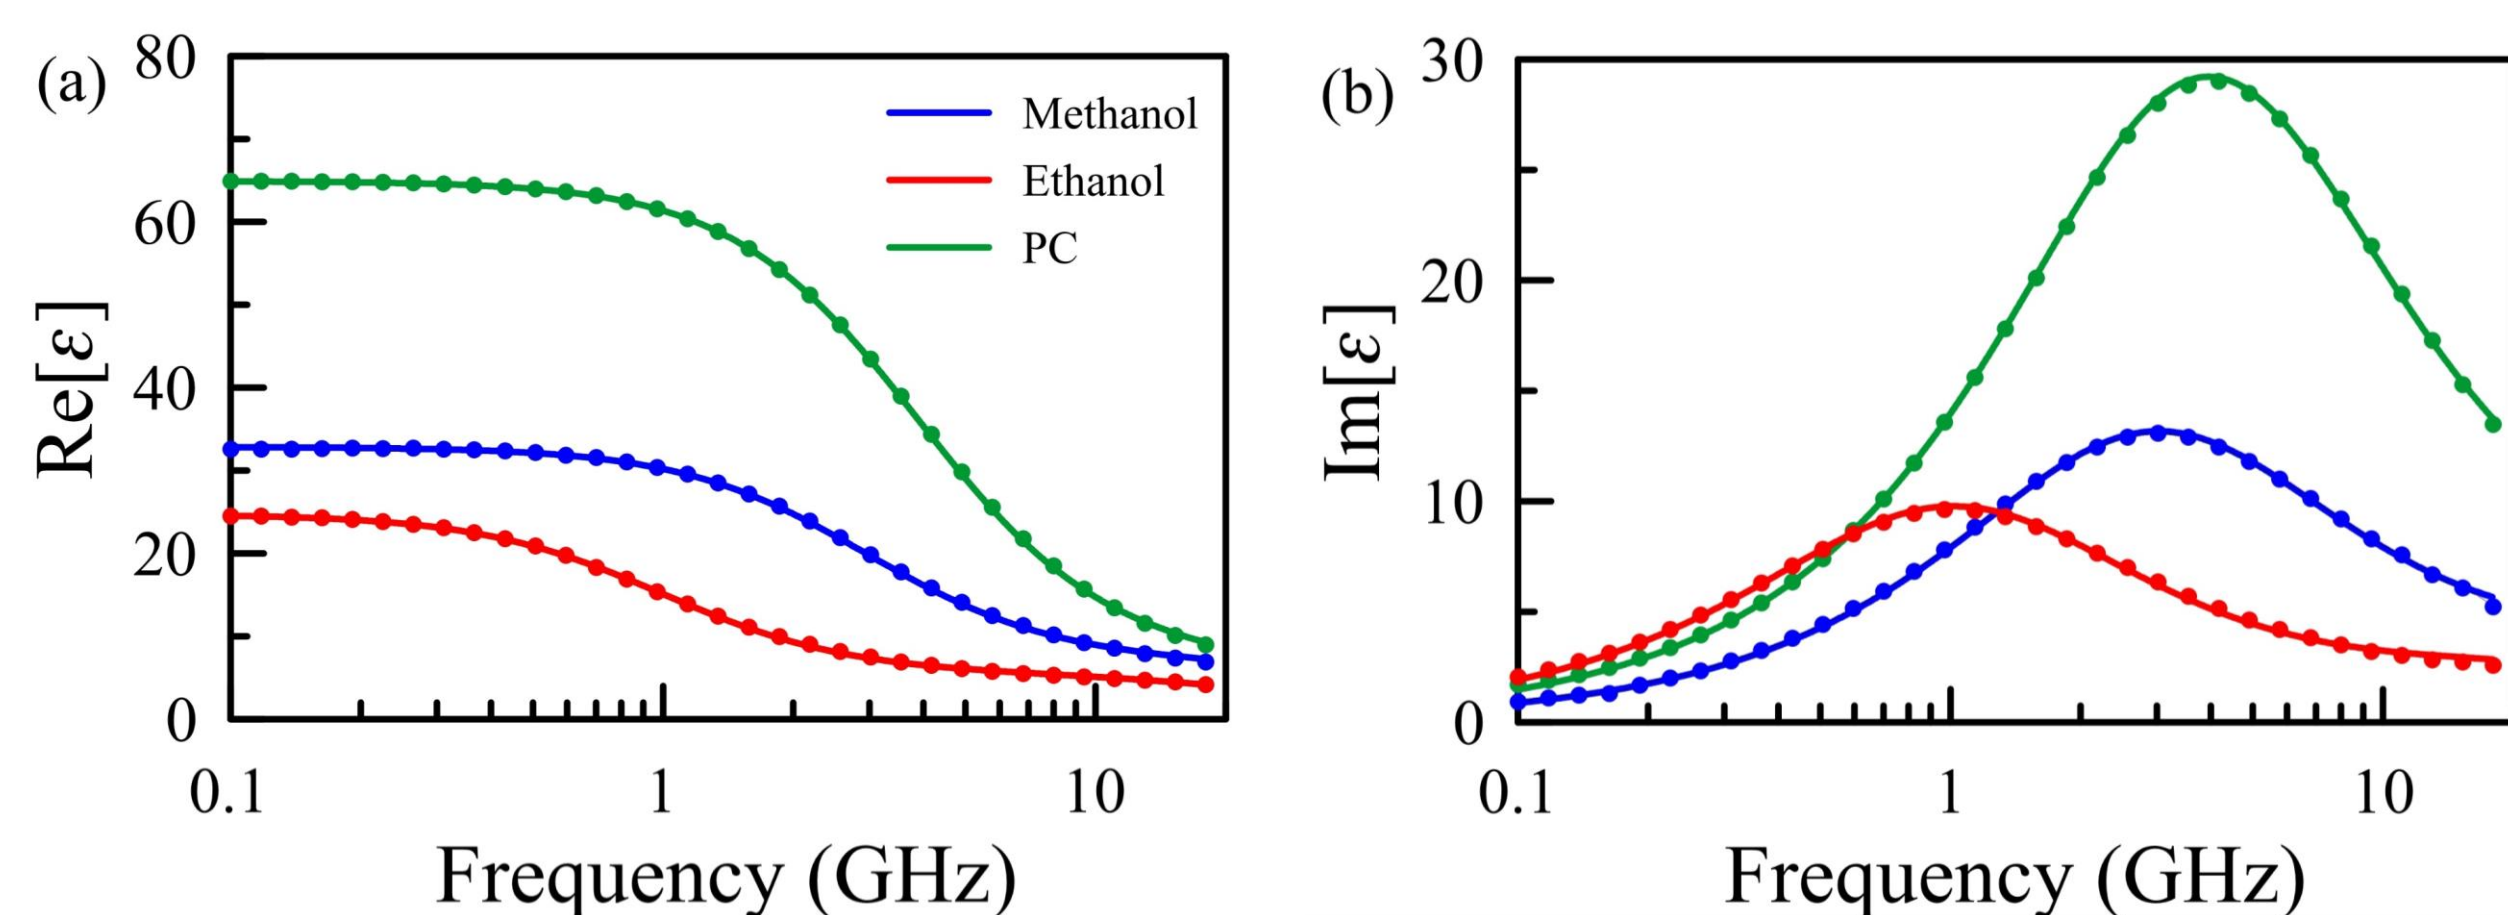 (a)
80
60
40
20
0
Re[ε]
Methanol
Ethanol
PC
0.1
1
10
Frequency (GHz)
(b)
30
20
10
0
Im[ε]
0.1
1
10
Frequency (GHz)